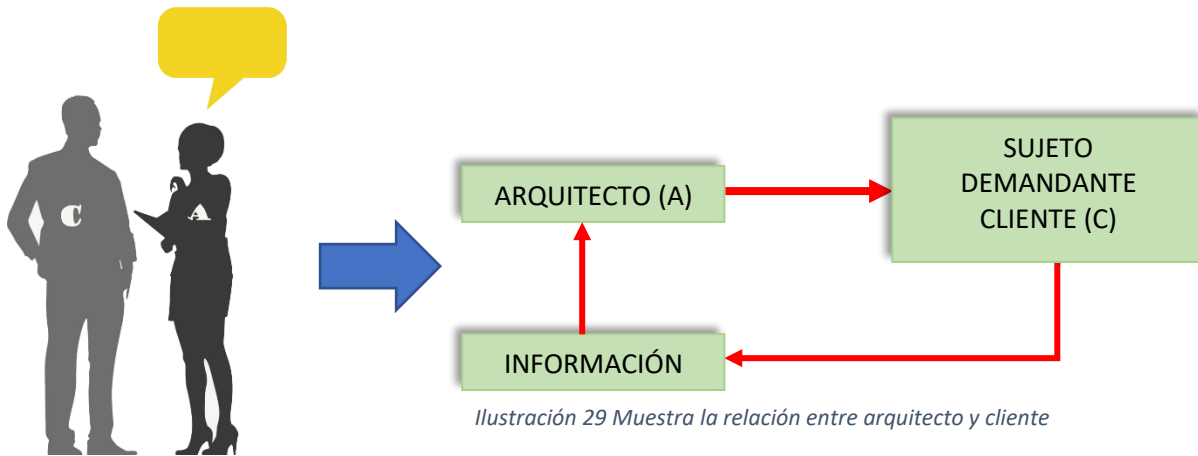 C
A
ARQUITECTO (A)
SUJETO
DEMANDANTE
CLIENTE (C)
INFORMACIÓN
Ilustración 29 Muestra la relación entre arquitecto y cliente